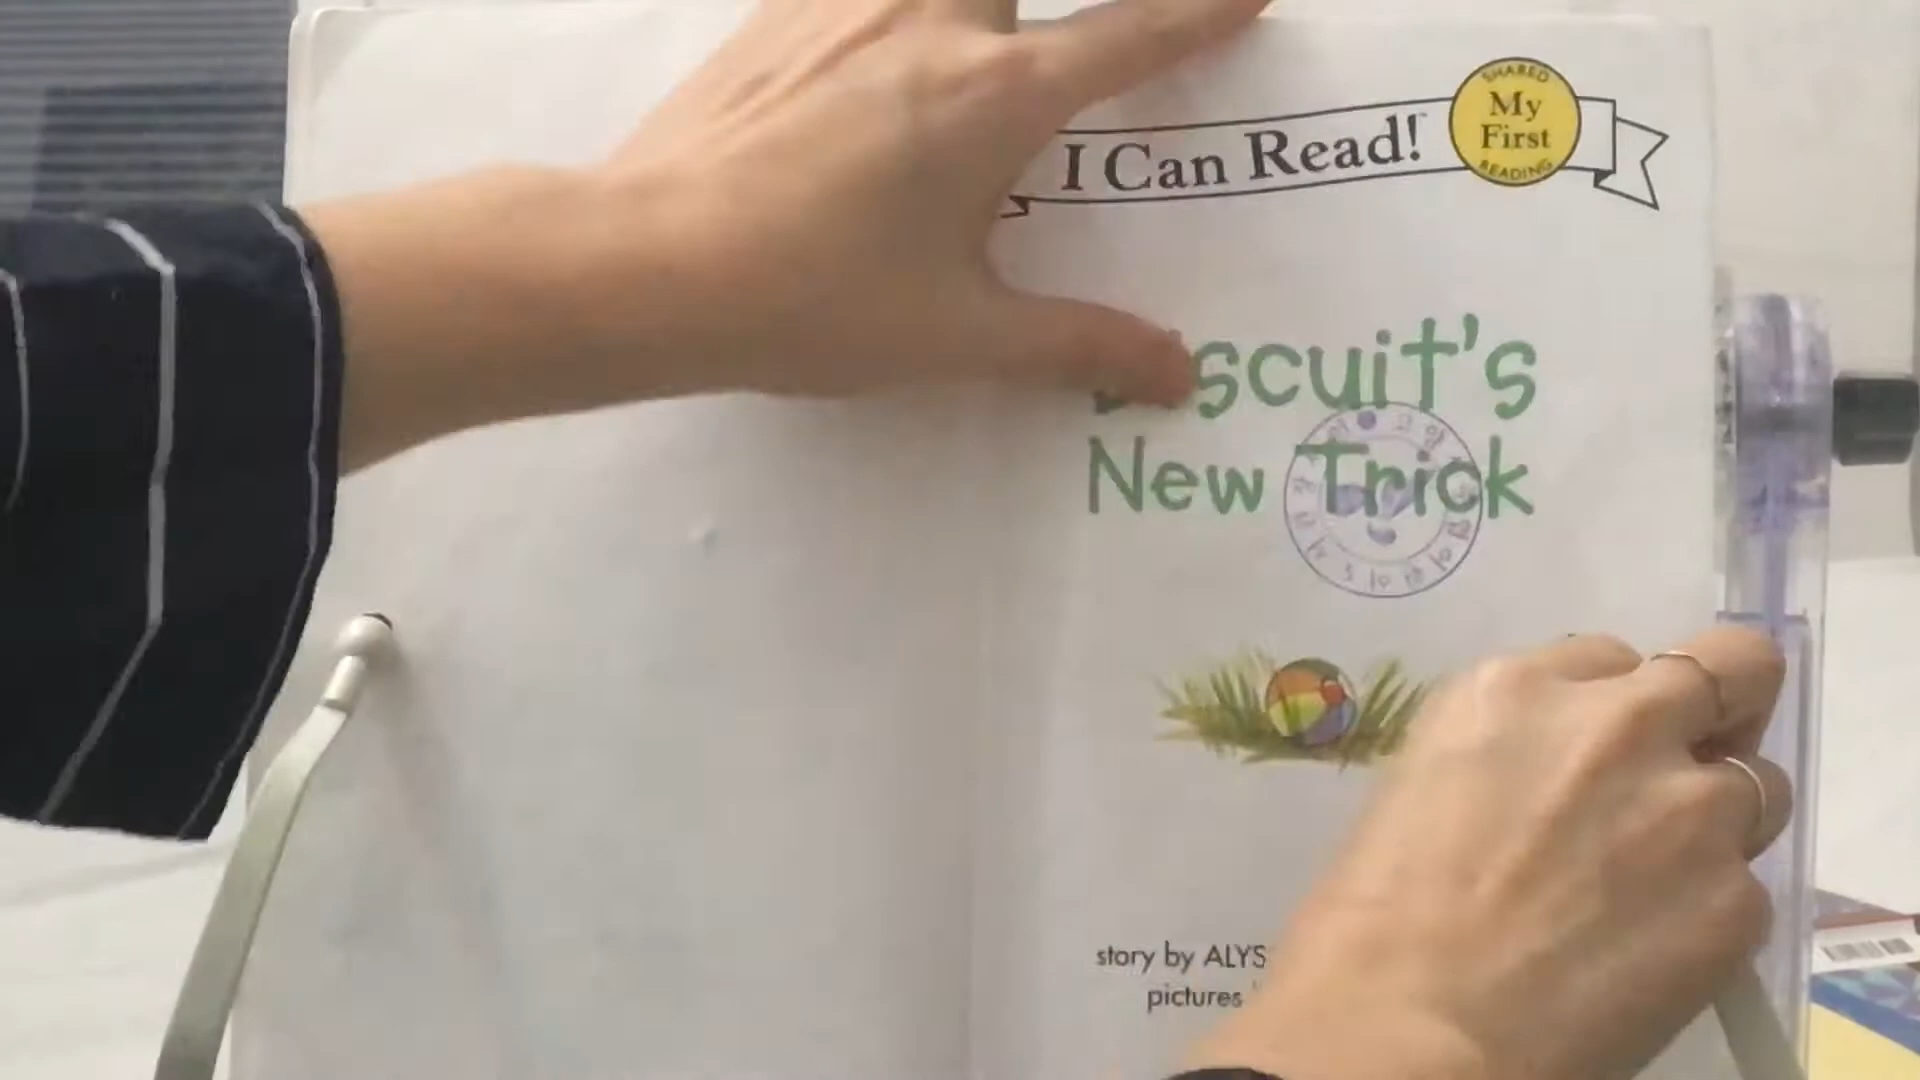 I Can Read!
SHARED
My
First
READING
scuit's
New Trick
story by ALYS
pictures